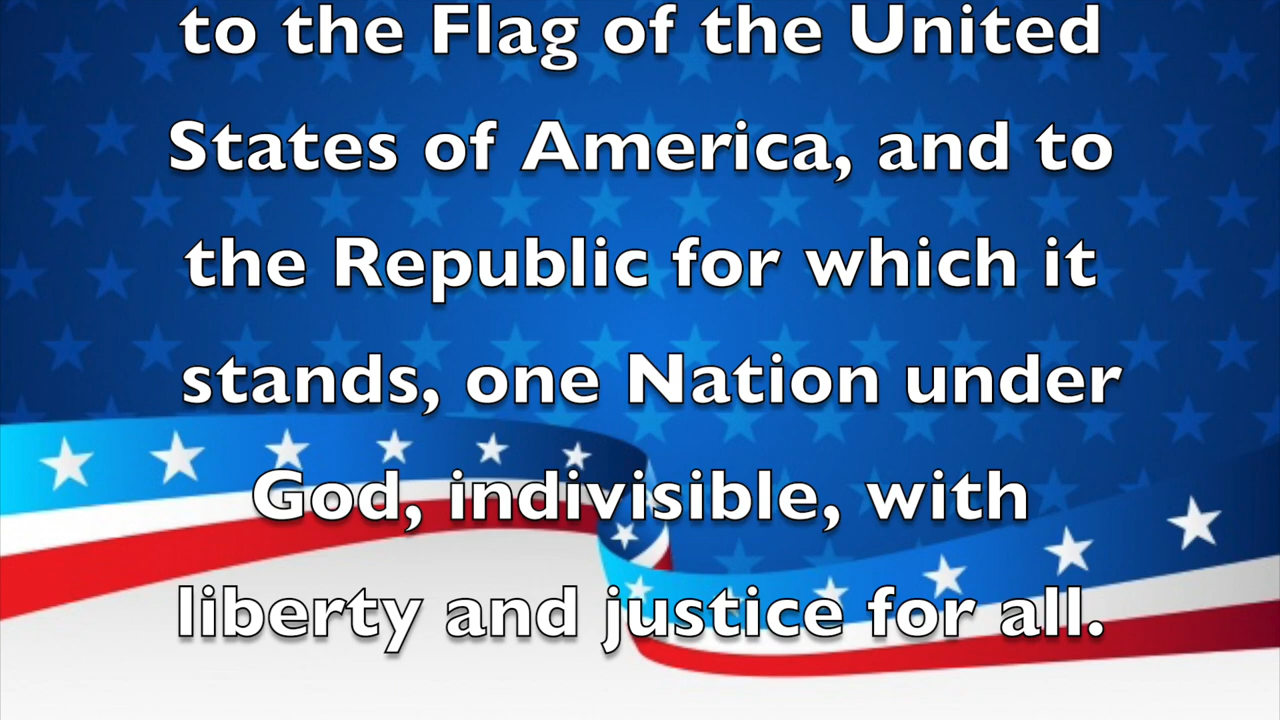 to the Flag of the United
States of America, and to
the Republic for which it
stands, one Nation under
God, indivisible, with
liberty and justice for all.